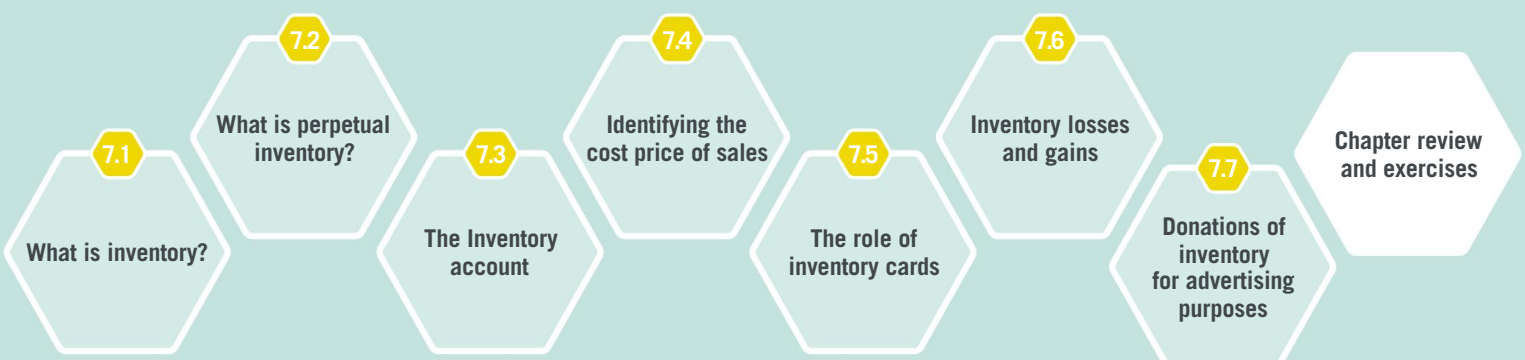 7.1
What is inventory?
7.2
What is perpetual
inventory?
7.3
The Inventory
account
7.4
Identifying the
cost price of sales
7.5
The role of
inventory cards
7.6
Inventory losses
and gains
7.7
Donations of
inventory
for advertising
purposes
Chapter review
and exercises